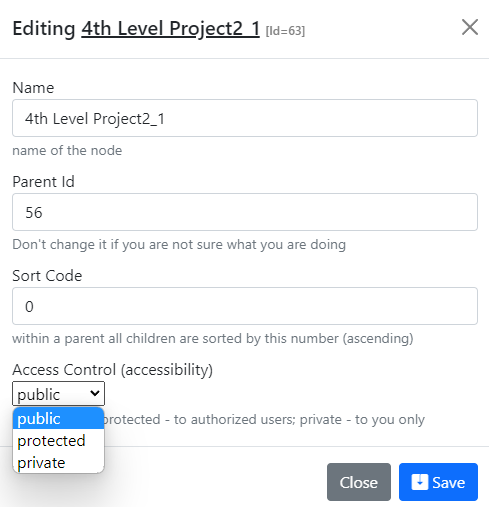 Editing 4th Level Project2_1 [Id=63]
Name
4th Level Project2_1
name of the node
Parent Id
56
Don't change it if you are not sure what you are doing
Sort Code
0
within a parent all children are sorted by this number (ascending)
Access Control (accessibility)
public
public
protected - to authorized users; private - to you only
protected
private
Close
Save